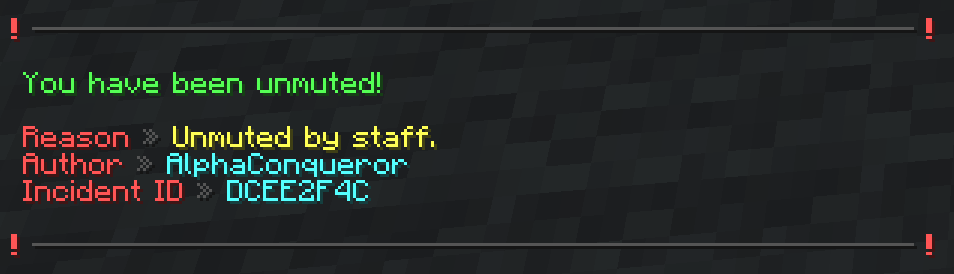 ! !
You have been unmuted!
Reason » Unmuted by staff.
Author » AlphaConqueror
Incident ID » DCEE2F4C
! !